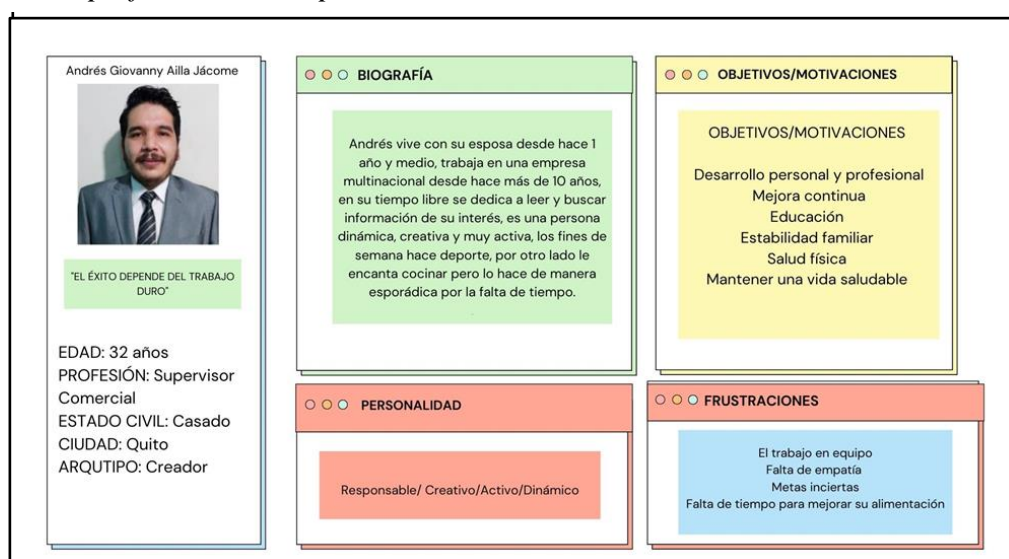 Andrés Giovanny Ailla Jácome
"EL ÉXITO DEPENDE DEL TRABAJO
DURO"
EDAD: 32 años
PROFESIÓN: Supervisor
Comercial
ESTADO CIVIL: Casado
CIUDAD: Quito
ARQUTIPO: Creador
BIOGRAFÍA
Andrés vive con su esposa desde hace 1
año y medio, trabaja en una empresa
multinacional desde hace más de 10 años,
en su tiempo libre se dedica a leer y buscar
información de su interés, es una persona
dinámica, creativa y muy activa, los fines de
semana hace deporte, por otro lado le
encanta cocinar pero lo hace de manera
esporádica por la falta de tiempo.
OBJETIVOS/MOTIVACIONES
OBJETIVOS/MOTIVACIONES
Desarrollo personal y profesional
Mejora continua
Educación
Estabilidad familiar
Salud física
Mantener una vida saludable
PERSONALIDAD
Responsable/ Creativo/Activo/Dinámico
FRUSTRACIONES
El trabajo en equipo
Falta de empatía
Metas inciertas
Falta de tiempo para mejorar su alimentación